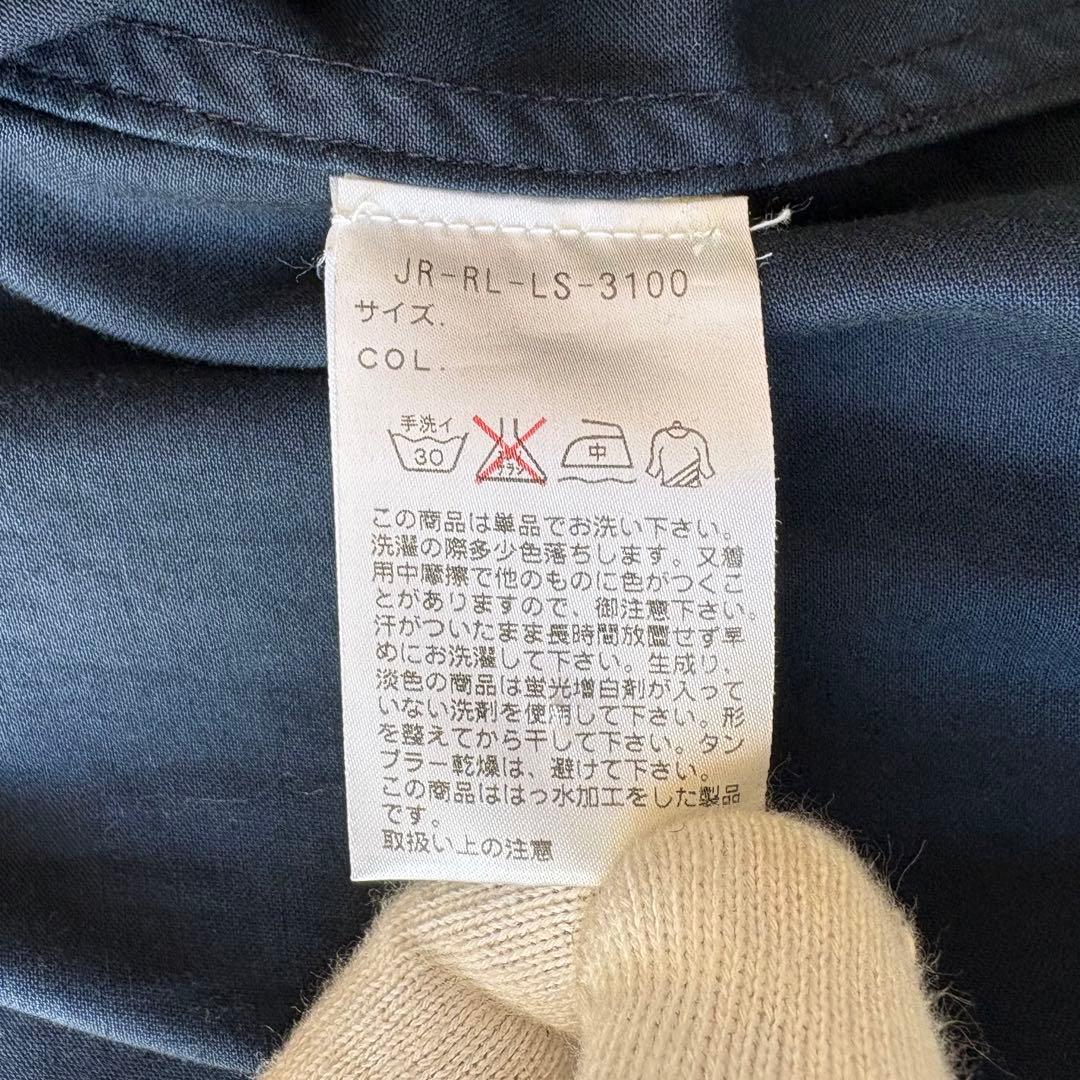 JR-RL-LS-3100
サイズ.
COL.
手洗イ
30
エンソ
ブラシ
中
この商品は単品でお洗い下さい。
洗濯の際多少色落ちします。又着
用中摩擦で他のものに色がつくこ
とがありますので、御注意下さい。
汗がついたまま長時間放置せず早
めにお洗濯して下さい。生成り、
淡色の商品は蛍光増白剤が入って
いない洗剤を使用して下さい。形
を整えてから干して下さい。タン
ブラー乾燥は、避けて下さい。
この商品ははっ水加工をした製品
です。
取扱い上の注意